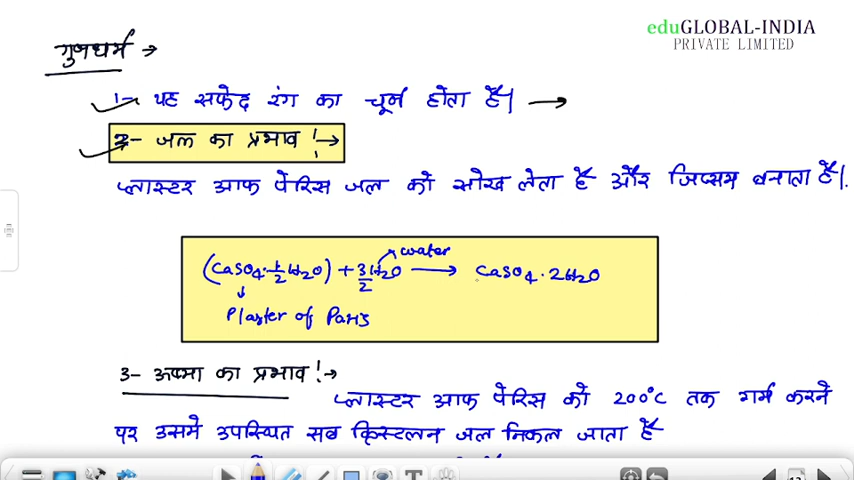 eduGLOBAL-INDIA
PRIVATE LIMITED
गुणधर्म →
1- यह सफेद रंग का चूर्ण होता है। →
2- जल का प्रभाव :→
प्लास्टर आफ पेरिस जल को सोख लेता है और जिप्सम बनाता है।
(CaSO4·1/2H2O) + 3/2 H2O → CaSO4·2H2O
water
Plaster of Paris
3- ऊष्मा का प्रभाव :→
प्लास्टर आफ पेरिस को 200°C तक गर्म करने
पर उसमे उपस्थित सब क्रिस्टलन जल निकल जाता है